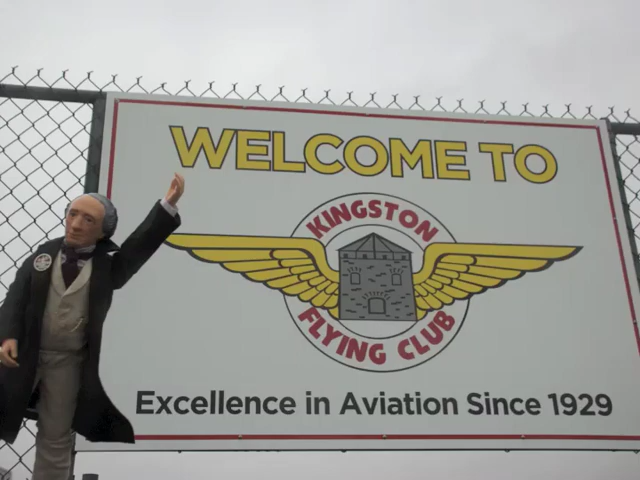 WELCOME TO
KINGSTON
FLYING CLUB
Excellence in Aviation Since 1929